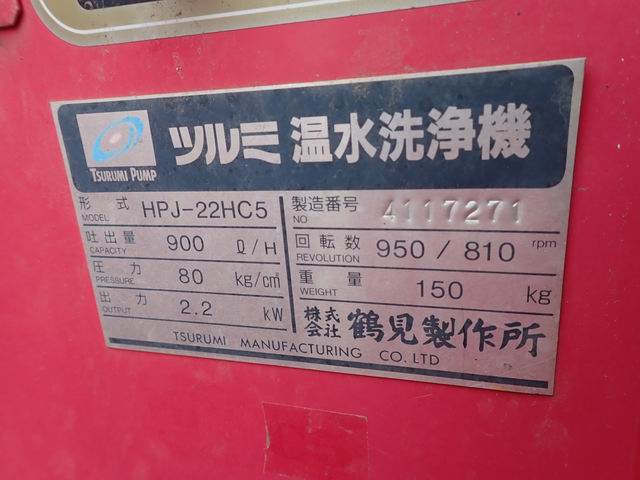 TSURUMI PUMP
ツルミ 温水洗浄機
形式 MODEL HPJ-22HC5
製造番号 NO 4117271
吐出量 CAPACITY 900 ℓ/H
回転数 REVOLUTION 950 / 810 rpm
圧力 PRESSURE 80 kg/cm²
重量 WEIGHT 150 kg
出力 OUTPUT 2.2 kW
株式会社 鶴見製作所
TSURUMI MANUFACTURING CO. LTD